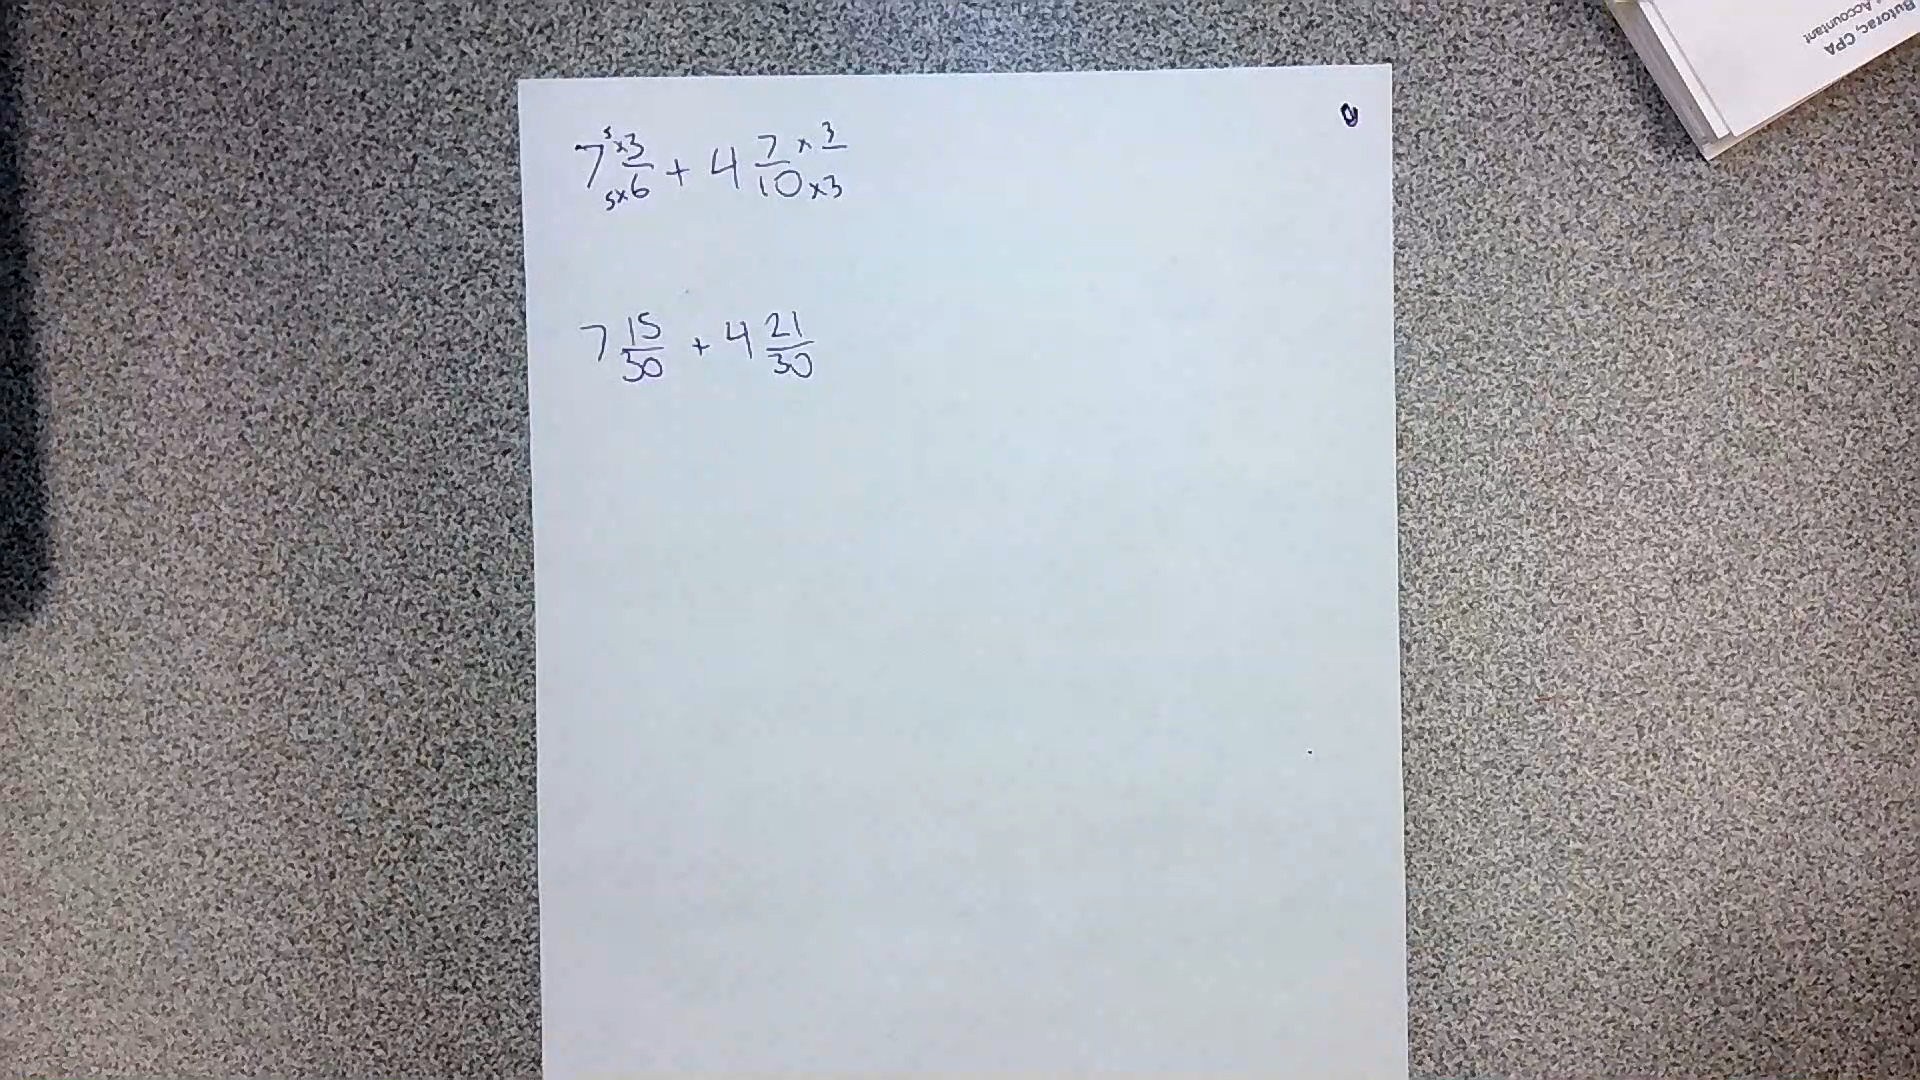 7 5×3/5×6 + 4 7×3/10×3
7 15/30 + 4 21/30
Butorac, CPA
Accountant